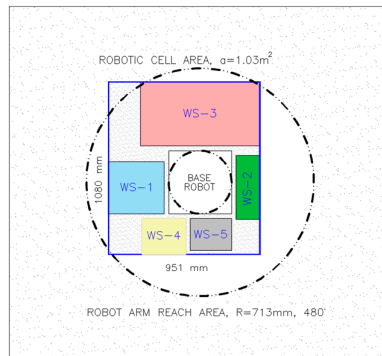 ROBOTIC CELL AREA, a=1.03m²
WS-3
1080 mm
WS-1
BASE
ROBOT
WS-2
WS-4
WS-5
951 mm
ROBOT ARM REACH AREA, R=713mm, 480°